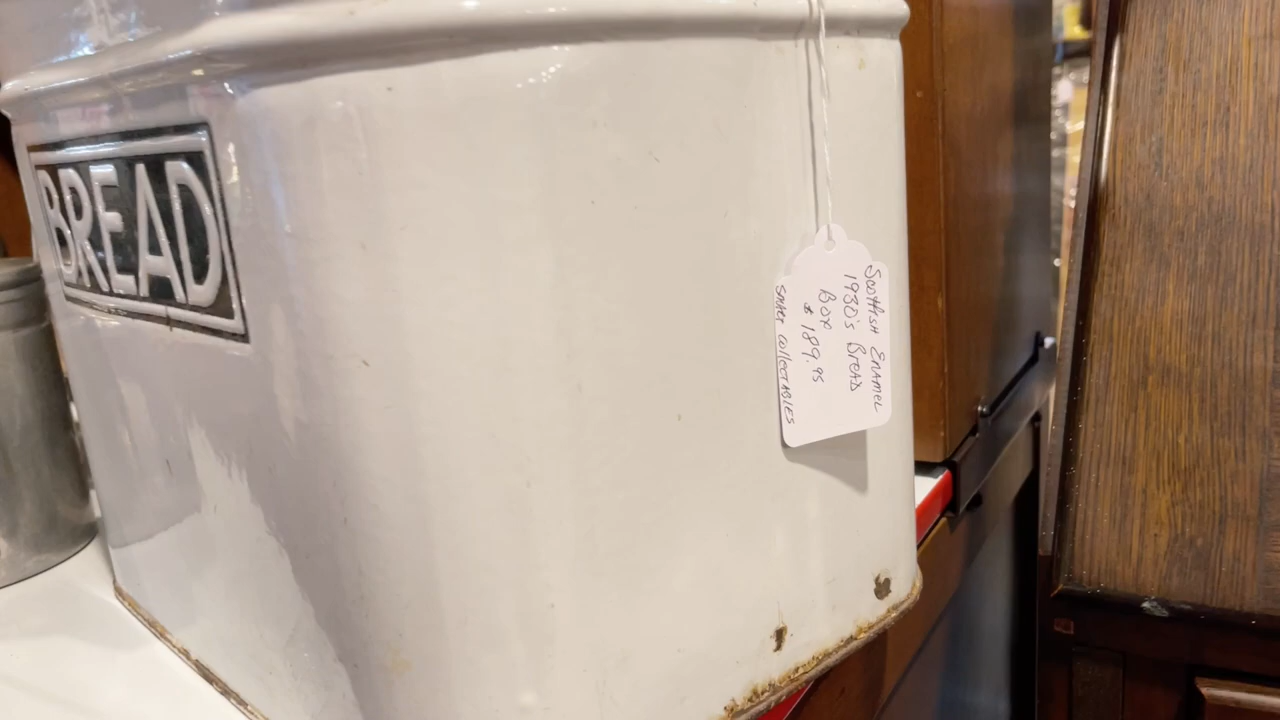 BREAD
Scottish Enamel
1930's Bread
Box
$189.95
Smart Collectables